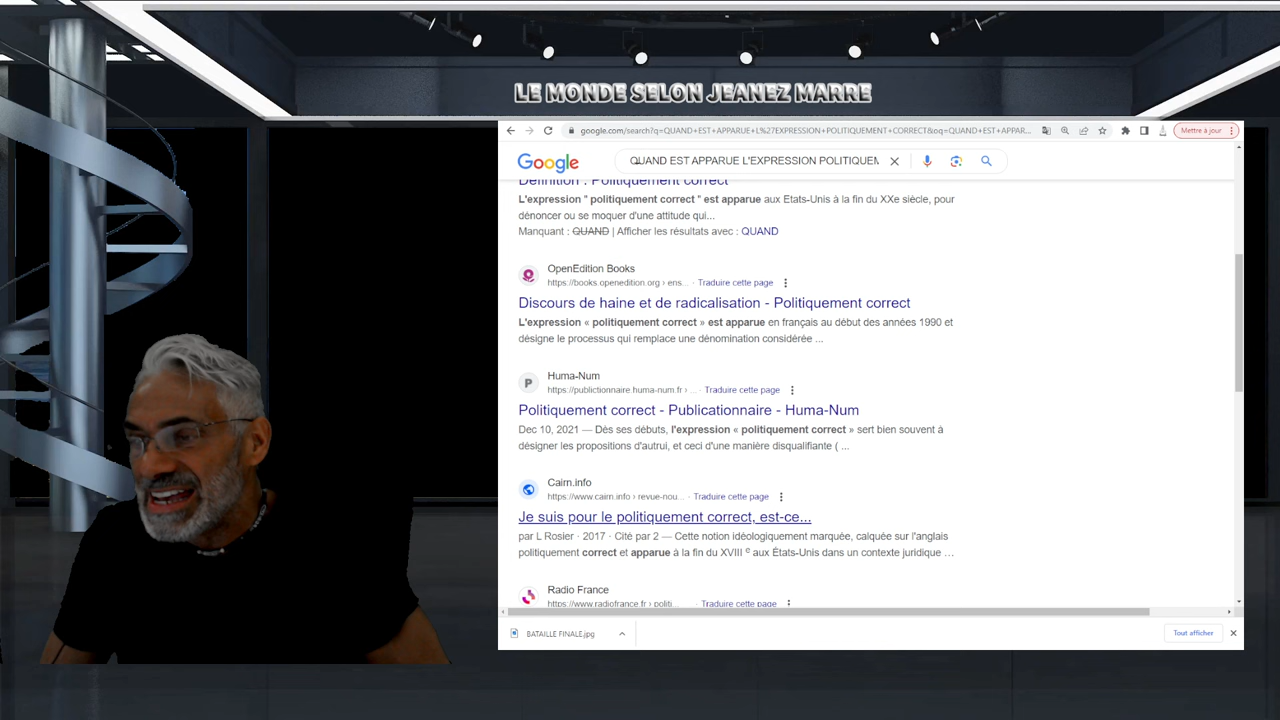 LE MONDE SELON JEANEZ MARRE
google.com/search?q=QUAND+EST+APPARUE+L%27EXPRESSION+POLITIQUEMENT+CORRECT&oq=QUAND+EST+APPAR...
Mettre à jour
Google
QUAND EST APPARUE L'EXPRESSION POLITIQUEM
Définition : Politiquement correct
L'expression " politiquement correct " est apparue aux Etats-Unis à la fin du XXe siècle, pour
dénoncer ou se moquer d'une attitude qui...
Manquant : QUAND | Afficher les résultats avec : QUAND
OpenEdition Books
https://books.openedition.org › ens... · Traduire cette page
Discours de haine et de radicalisation - Politiquement correct
L'expression « politiquement correct » est apparue en français au début des années 1990 et
désigne le processus qui remplace une dénomination considérée ...
P
Huma-Num
https://publictionnaire.huma-num.fr › ... · Traduire cette page
Politiquement correct - Publicationnaire - Huma-Num
Dec 10, 2021 — Dès ses débuts, l'expression « politiquement correct » sert bien souvent à
désigner les propositions d'autrui, et ceci d'une manière disqualifiante ( ...
Cairn.info
https://www.cairn.info › revue-nou... · Traduire cette page
Je suis pour le politiquement correct, est-ce...
par L Rosier · 2017 · Cité par 2 — Cette notion idéologiquement marquée, calquée sur l'anglais
politiquement correct et apparue à la fin du XVIII e aux États-Unis dans un contexte juridique ...
Radio France
https://www.radiofrance.fr › politi... · Traduire cette page
BATAILLE FINALE.jpg
Tout afficher